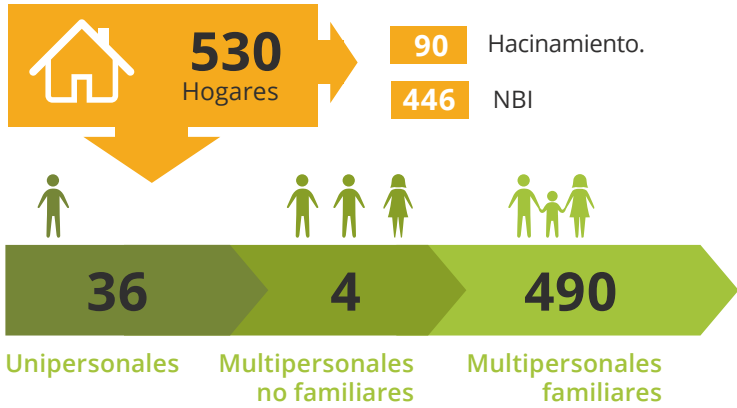 530
Hogares
90 Hacinamiento.
446 NBI
36
4
490
Unipersonales
Multipersonales
no familiares
Multipersonales
familiares